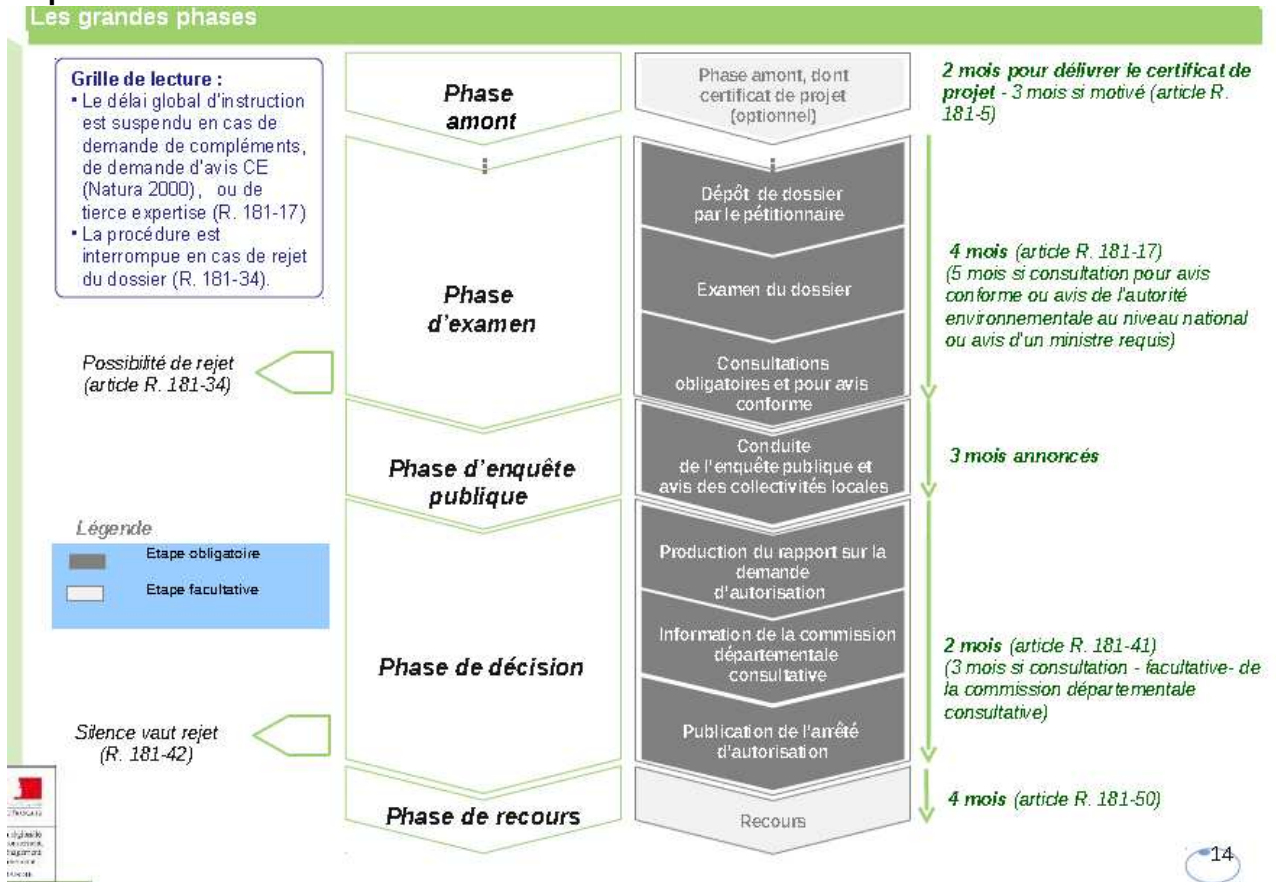 Les grandes phases
Grille de lecture :
• Le délai global d'instruction
est suspendu en cas de
demande de compléments,
de demande d'avis CE
(Natura 2000), ou de
tierce expertise (R. 181-17)
• La procédure est
interrompue en cas de rejet
du dossier (R. 181-34).
Phase
amont
Phase amont, dont
certificat de projet
(optionnel)
2 mois pour délivrer le certificat de
projet - 3 mois si motivé (article R.
181-5)
Phase
d'examen
Dépôt de dossier
par le pétitionnaire
Examen du dossier
Consultations
obligatoires et pour avis
conforme
4 mois (article R. 181-17)
(5 mois si consultation pour avis
conforme ou avis de l'autorité
environnementale au niveau national
ou avis d'un ministre requis)
Possibilité de rejet
(article R. 181-34)
Phase d'enquête
publique
Conduite
de l'enquête publique et
avis des collectivités locales
3 mois annoncés
Légende
Etape obligatoire
Etape facultative
Phase de décision
Production du rapport sur la
demande
d'autorisation
Information de la commission
départementale
consultative
Publication de l'arrêté
d'autorisation
2 mois (article R. 181-41)
(3 mois si consultation - facultative- de
la commission départementale
consultative)
Silence vaut rejet
(R. 181-42)
Phase de recours
Recours
4 mois (article R. 181-50)
14